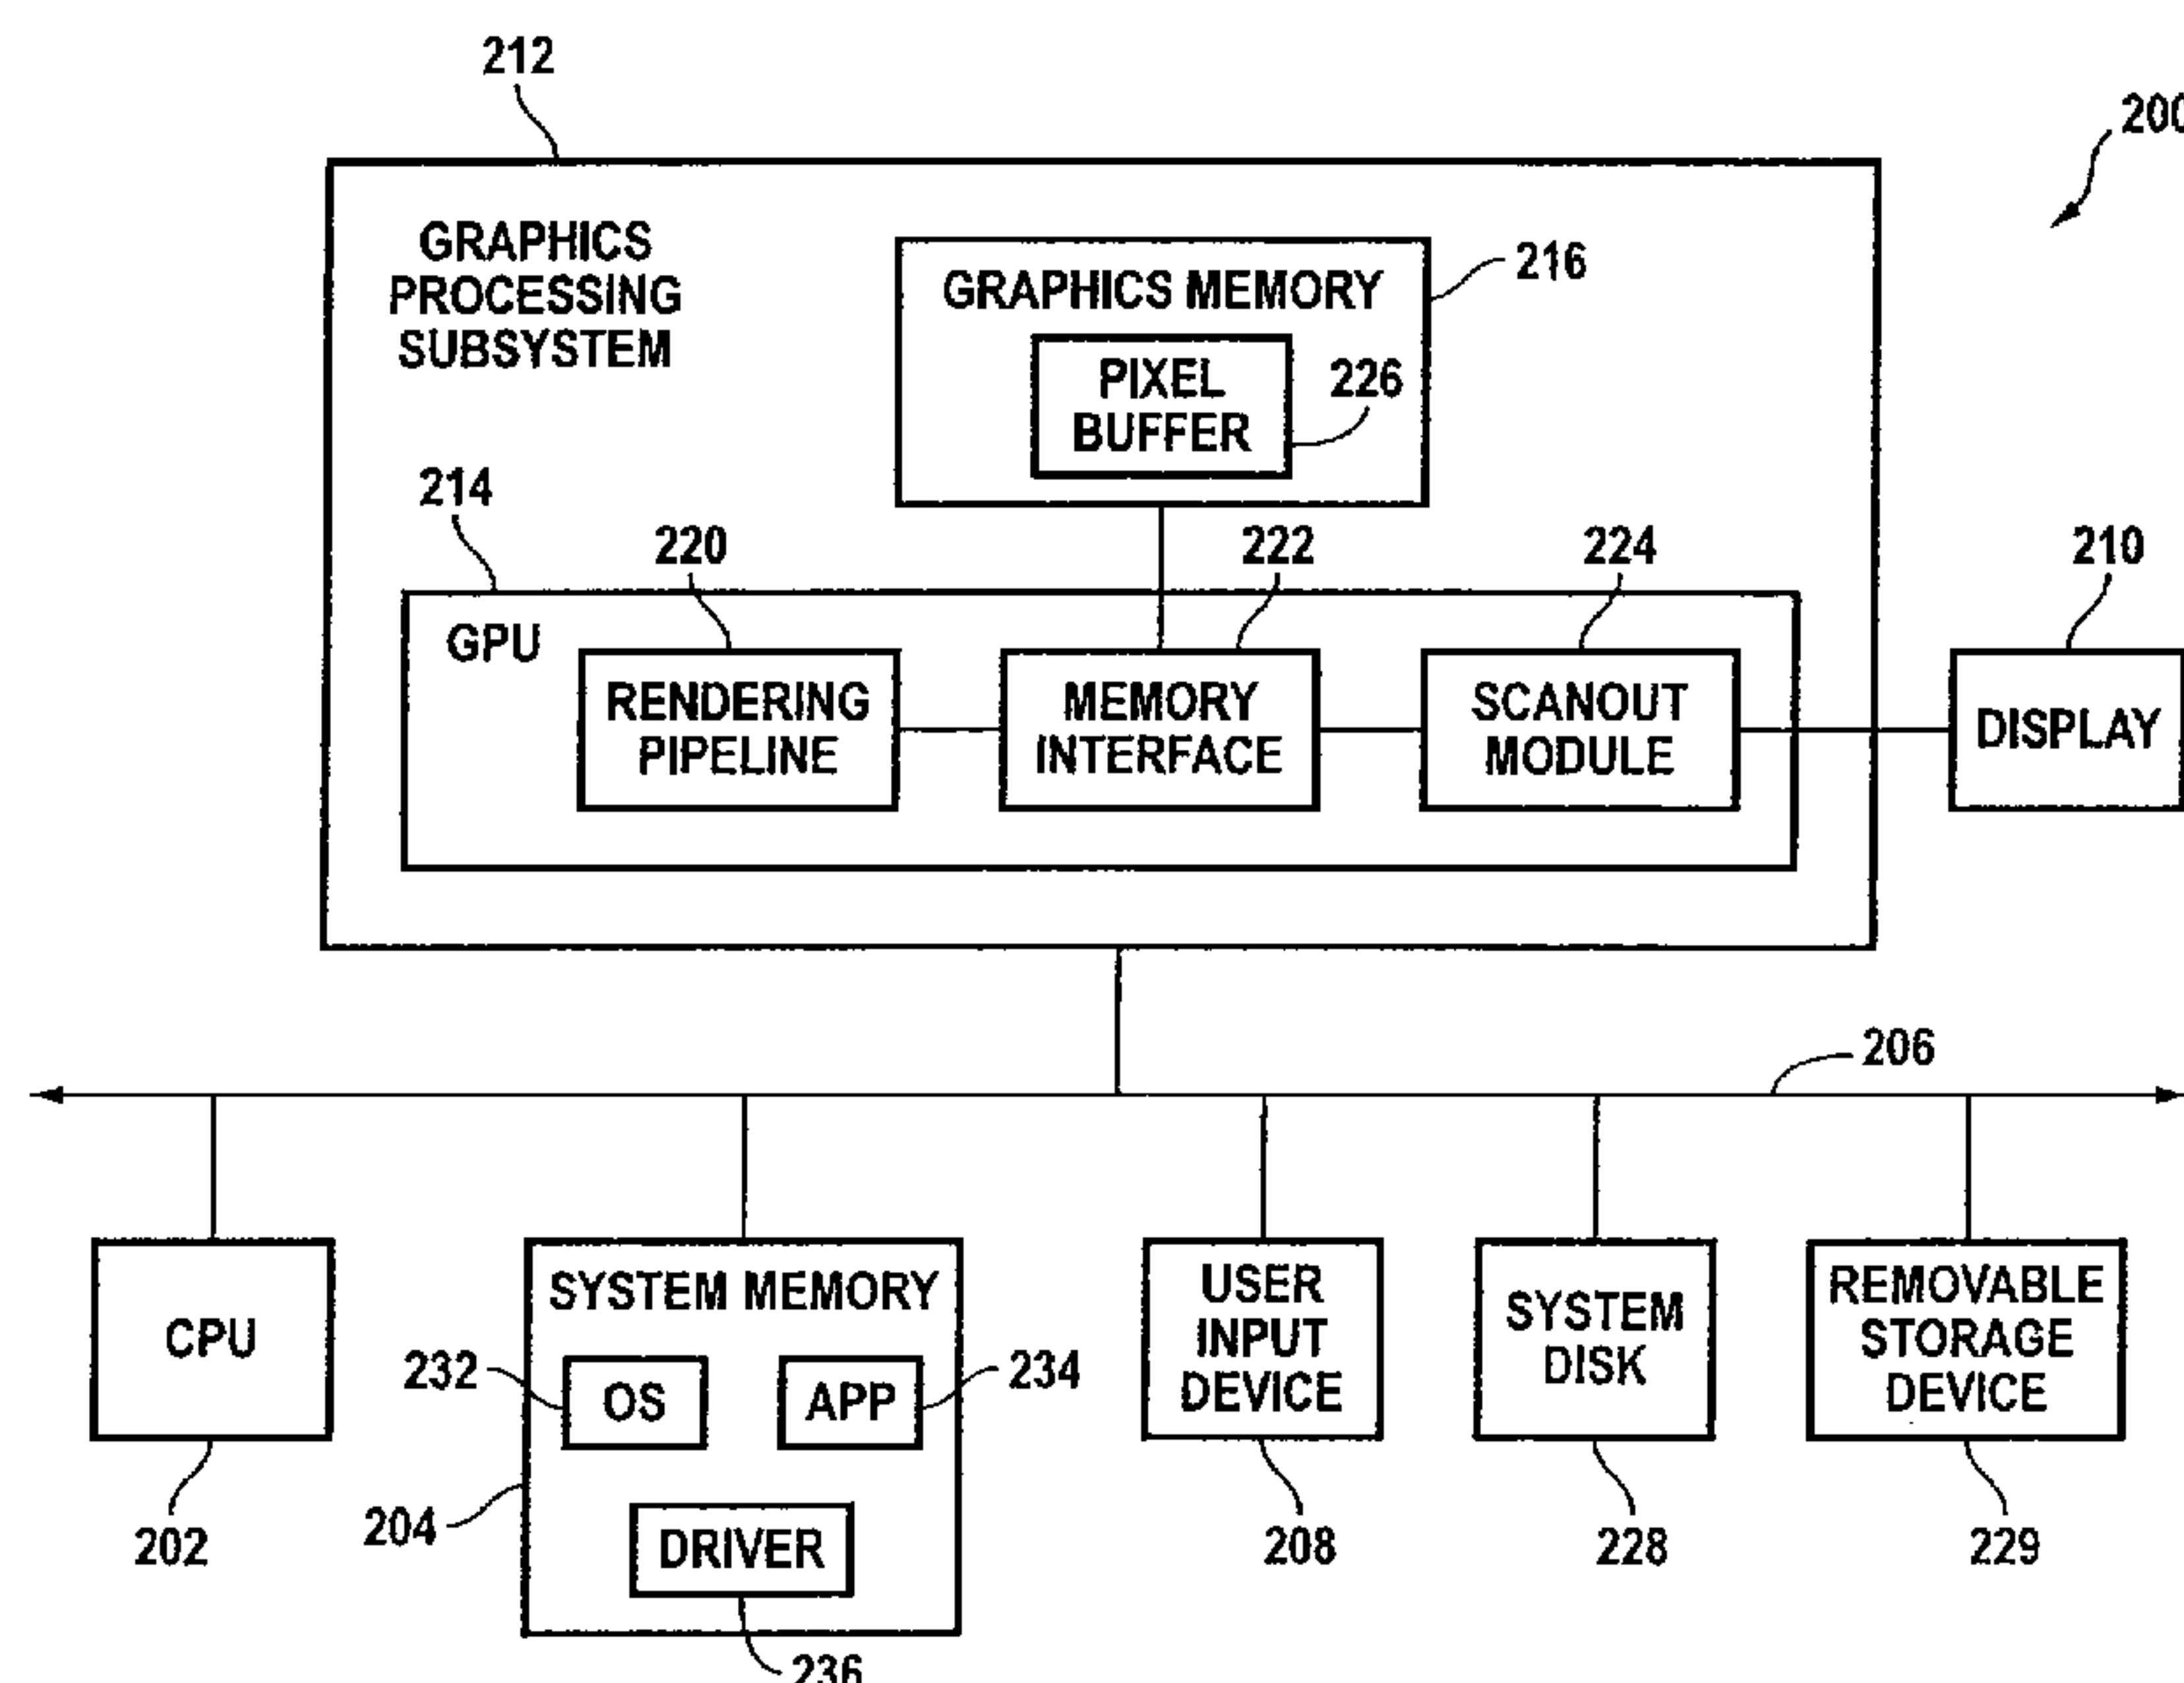 212
200
GRAPHICS
PROCESSING
SUBSYSTEM
GRAPHICS MEMORY
216
PIXEL
BUFFER
226
214
220
222
224
210
GPU
RENDERING
PIPELINE
MEMORY
INTERFACE
SCANOUT
MODULE
DISPLAY
206
CPU
SYSTEM MEMORY
232
OS
APP
234
204
DRIVER
USER
INPUT
DEVICE
SYSTEM
DISK
REMOVABLE
STORAGE
DEVICE
202
208
228
229
236